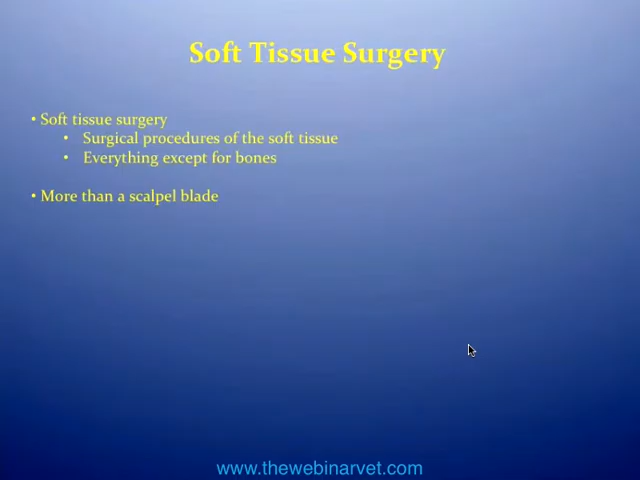 Soft Tissue Surgery
• Soft tissue surgery
• Surgical procedures of the soft tissue
• Everything except for bones
• More than a scalpel blade
www.thewebinarvet.com